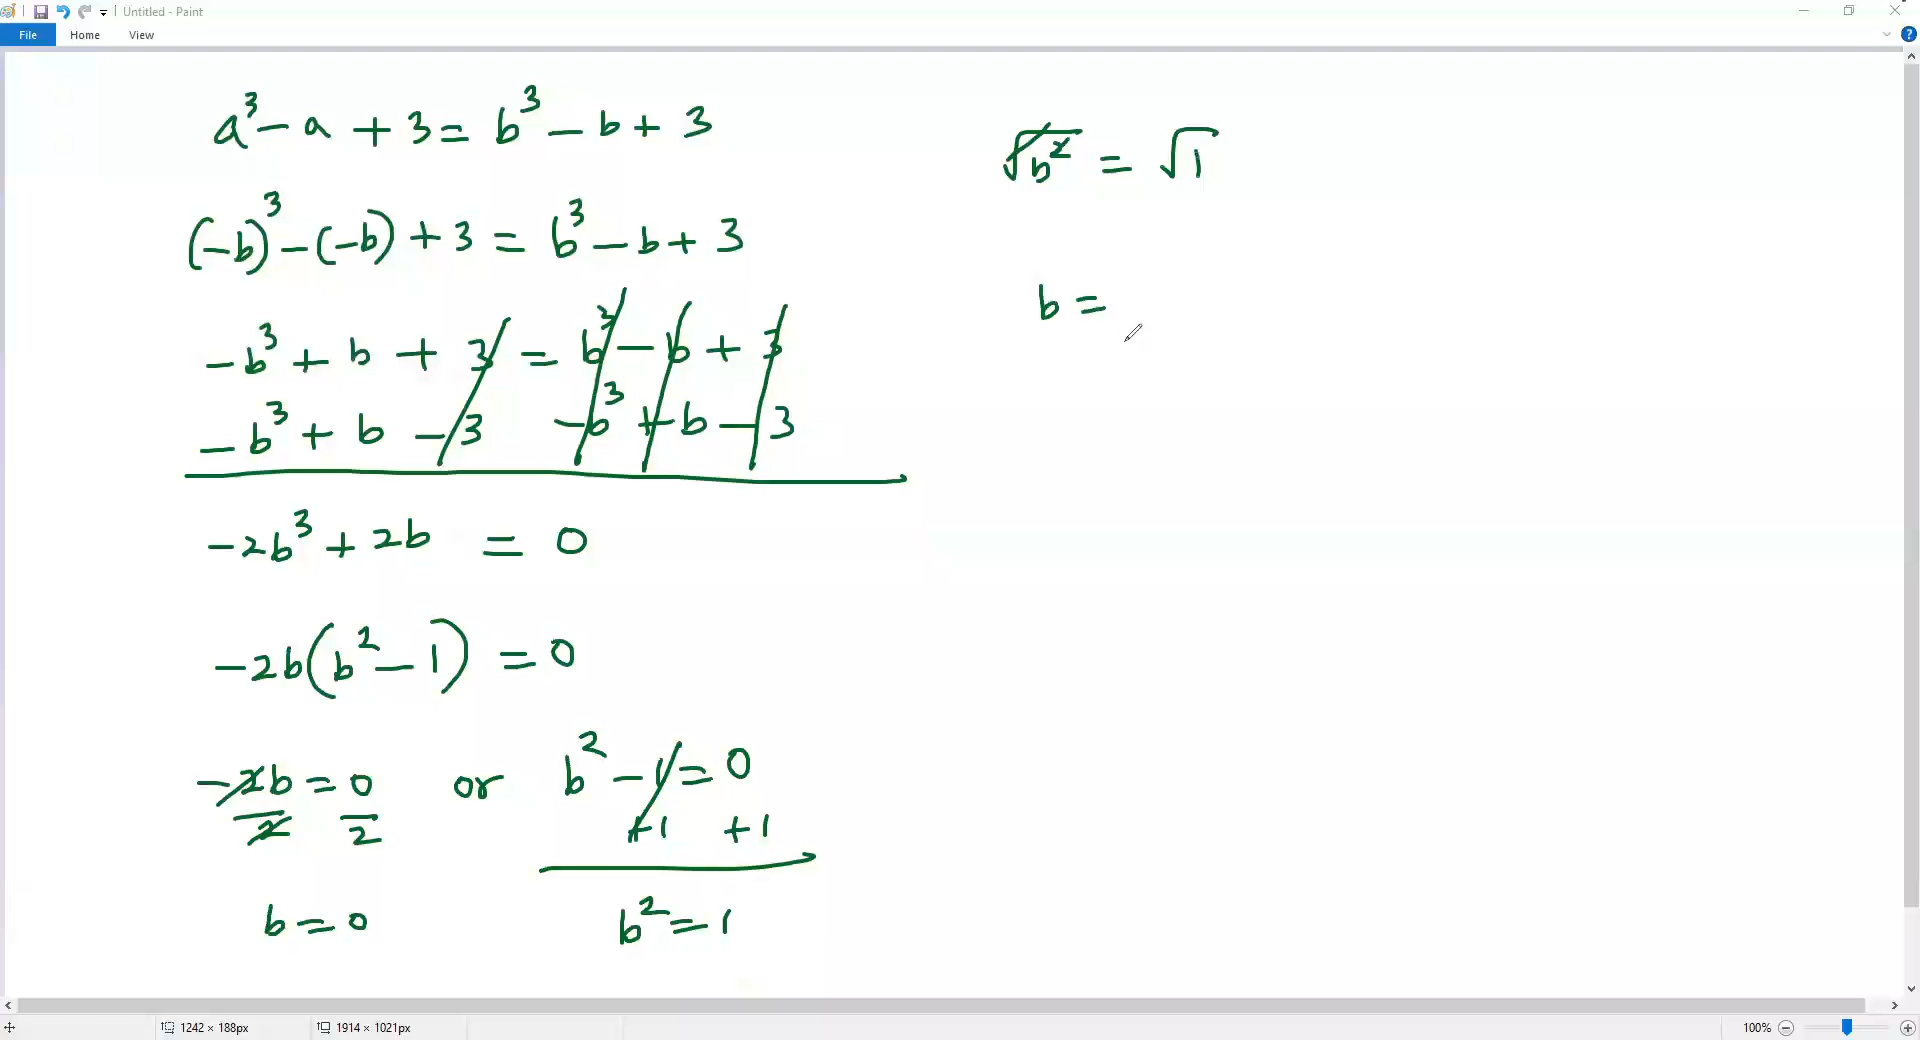 Untitled - Paint
File Home View
a³ - a + 3 = b³ - b + 3
(-b)³ - (-b) + 3 = b³ - b + 3
-b³ + b + 3 = b³ - b + 3
-b³ + b - 3 -b³ + b - 3
-2b³ + 2b = 0
-2b(b² - 1) = 0
-2b = 0 or b² - 1 = 0
2 2 +1 +1
b = 0 b² = 1
√b² = √1
b =
1242 × 188px 1914 × 1021px 100%